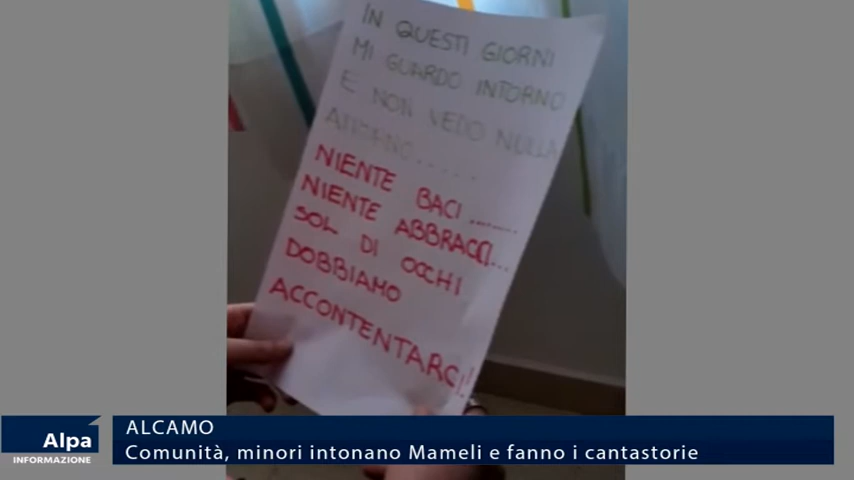 IN QUESTI GIORNI
MI GUARDO INTORNO
E NON VEDO NULLA
ATTORNO......
NIENTE BACI.......
NIENTE ABBRACCI...
SOL DI OCCHI
DOBBIAMO
ACCONTENTARCI!
Alpa
INFORMAZIONE
ALCAMO
Comunità, minori intonano Mameli e fanno i cantastorie